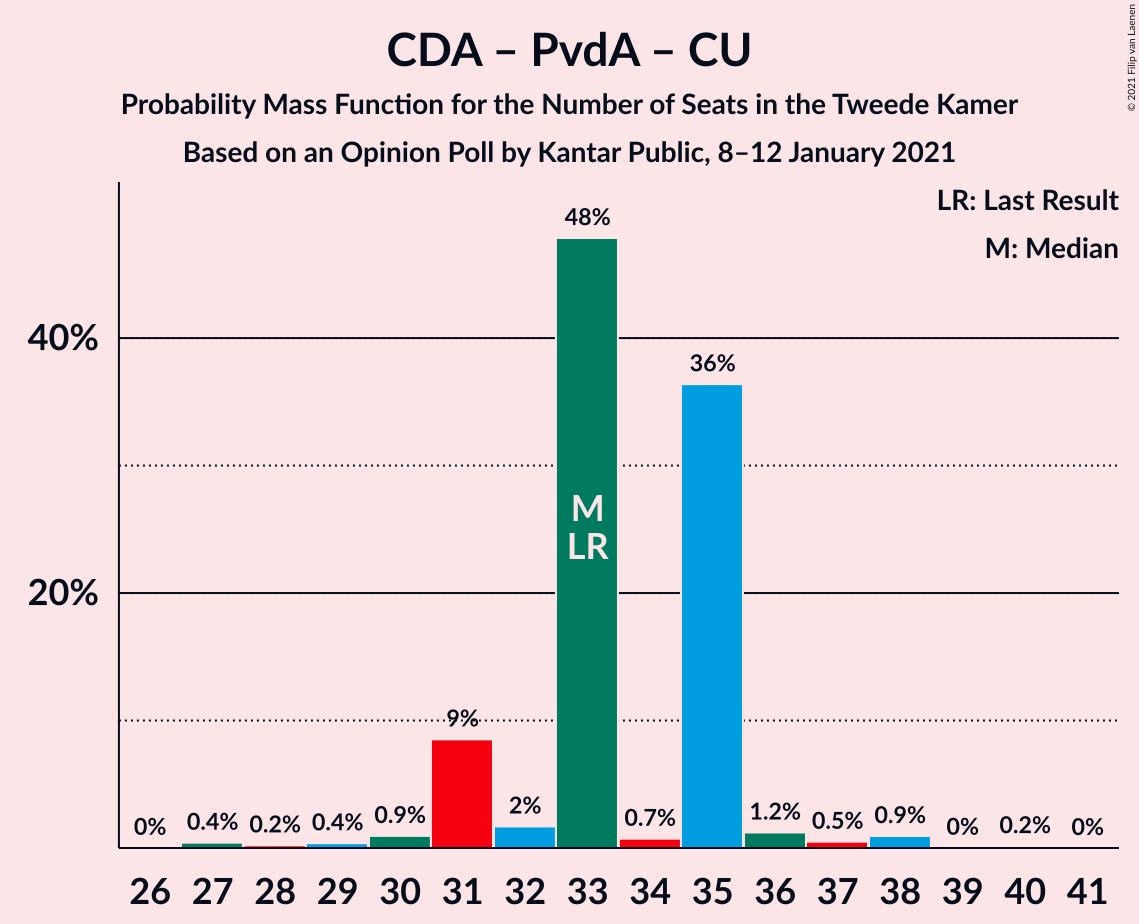 CDA – PvdA – CU
Probability Mass Function for the Number of Seats in the Tweede Kamer
Based on an Opinion Poll by Kantar Public, 8–12 January 2021
© 2021 Filip van Laenen
LR: Last Result
M: Median
40%
20%
0%
0.4%
0.2%
0.4%
0.9%
9%
2%
48%
M
LR
0.7%
36%
1.2%
0.5%
0.9%
0%
0.2%
0%
26 27 28 29 30 31 32 33 34 35 36 37 38 39 40 41